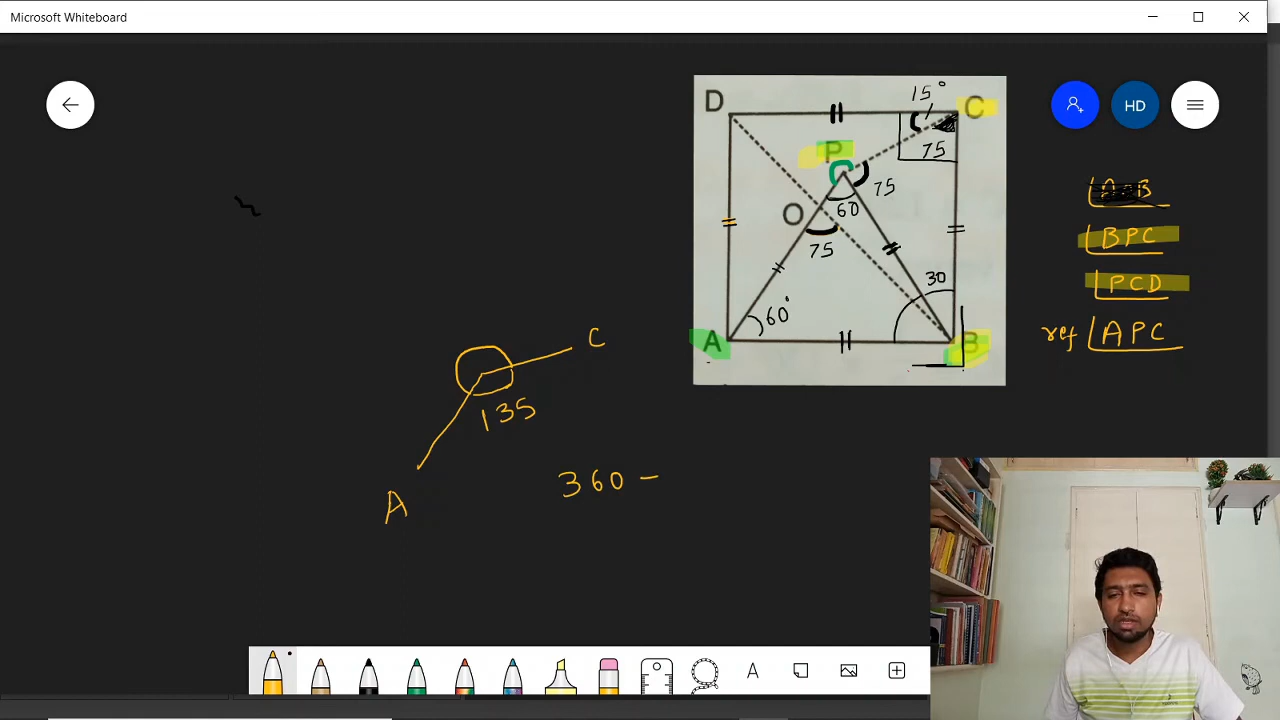 Microsoft Whiteboard
HD
D
15°
C
P
75
75
O
60
75
30
60°
A
B
∠BPC
∠PCD
ref ∠APC
C
135
A
360 -
A